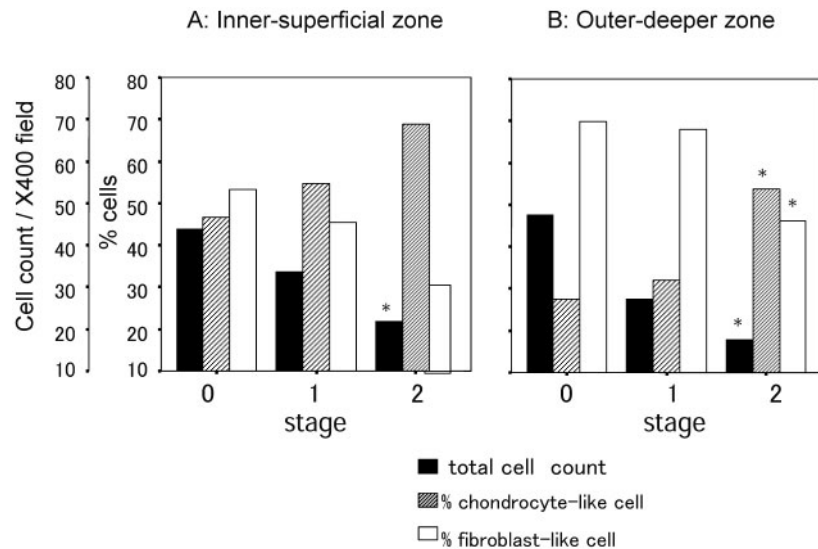 A: Inner-superficial zone
B: Outer-deeper zone
Cell count / X400 field
80
70
60
50
40
30
20
10
% cells
80
70
60
50
40
30
20
10
*
*
*
*
0 1 2
stage
0 1 2
stage
total cell count
% chondrocyte-like cell
% fibroblast-like cell